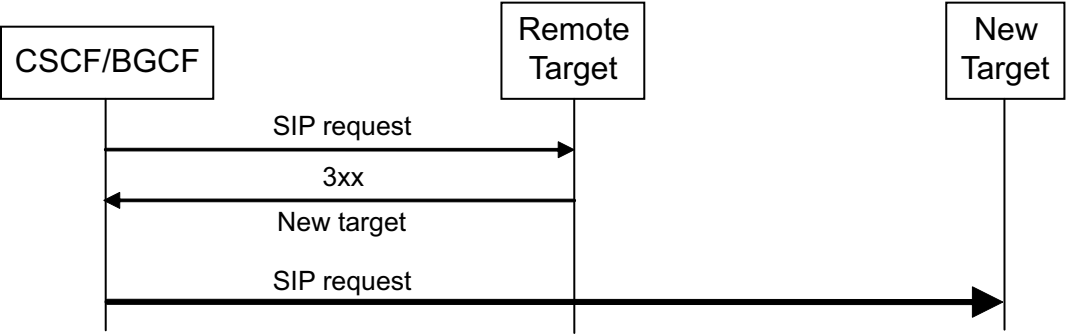 CSCF/BGCF
Remote
Target
New
Target
SIP request
3xx
New target
SIP request